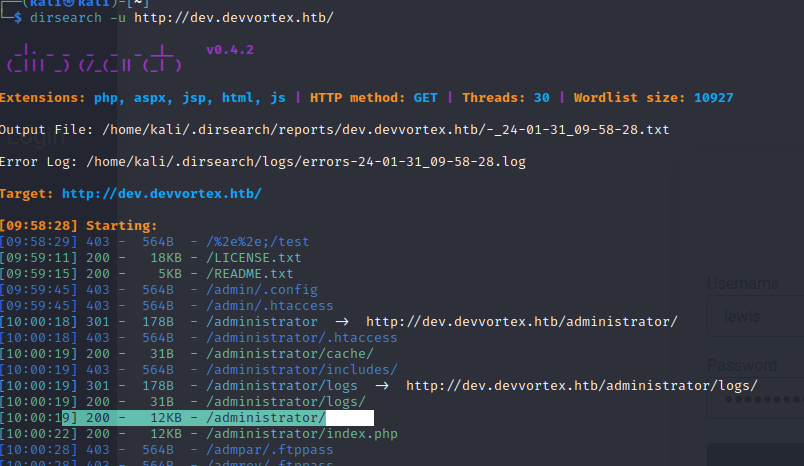 (kali㉿kali)-[~]
$ dirsearch -u http://dev.devvortex.htb/
_|. _ _ _ _ _ _|_ v0.4.2
(_||| _) (/_(_|| (_| )
Extensions: php, aspx, jsp, html, js | HTTP method: GET | Threads: 30 | Wordlist size: 10927
Output File: /home/kali/.dirsearch/reports/dev.devvortex.htb/-_24-01-31_09-58-28.txt
Login
Error Log: /home/kali/.dirsearch/logs/errors-24-01-31_09-58-28.log
Target: http://dev.devvortex.htb/
[09:58:28] Starting:
[09:58:29] 403 - 564B - /%2e%2e;/test
[09:59:11] 200 - 18KB - /LICENSE.txt
[09:59:15] 200 - 5KB - /README.txt
[09:59:45] 403 - 564B - /admin/.config
[09:59:45] 403 - 564B - /admin/.htaccess
[10:00:18] 301 - 178B - /administrator -> http://dev.devvortex.htb/administrator/
[10:00:18] 403 - 564B - /administrator/.htaccess
[10:00:19] 200 - 31B - /administrator/cache/
[10:00:19] 403 - 564B - /administrator/includes/
[10:00:19] 301 - 178B - /administrator/logs -> http://dev.devvortex.htb/administrator/logs/
[10:00:19] 200 - 31B - /administrator/logs/
[10:00:19] 200 - 12KB - /administrator/
[10:00:22] 200 - 12KB - /administrator/index.php
[10:00:28] 403 - 564B - /admpar/.ftppass
[10:00:28] 403 - 564B - /admrev/.ftppass
Username
lewis
Password